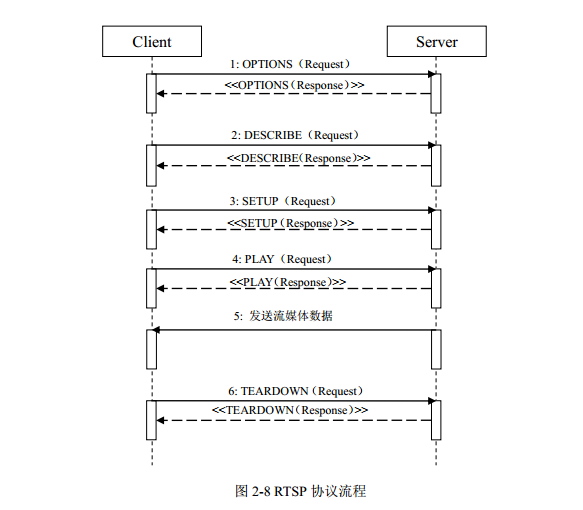 Client
Server
1: OPTIONS（Request）
<<OPTIONS（Response）>>
2: DESCRIBE（Request）
<<DESCRIBE（Response）>>
3: SETUP（Request）
<<SETUP（Response）>>
4: PLAY（Request）
<<PLAY（Response）>>
5: 发送流媒体数据
6: TEARDOWN（Request）
<<TEARDOWN（Response）>>
图 2-8 RTSP 协议流程